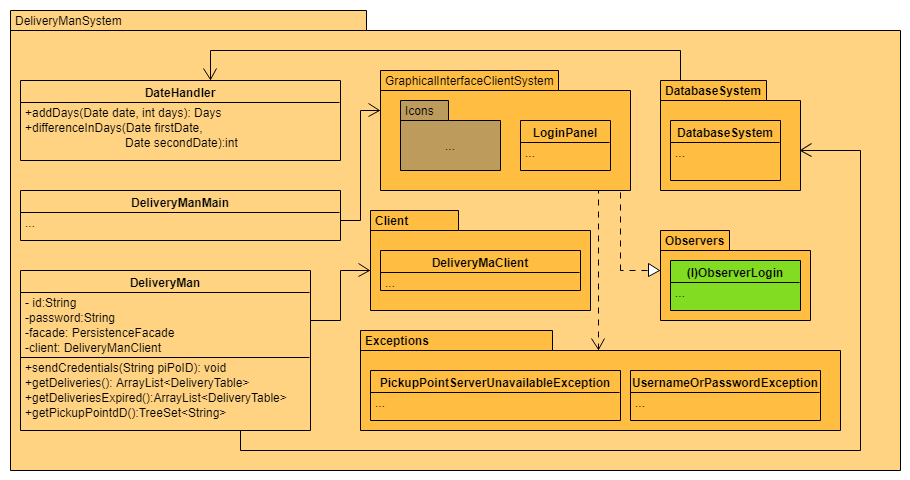 DeliveryManSystem
DateHandler
+addDays(Date date, int days): Days
+differenceInDays(Date firstDate,
Date secondDate):int
GraphicalInterfaceClientSystem
Icons
...
LoginPanel
...
DatabaseSystem
DatabaseSystem
...
DeliveryManMain
...
Client
DeliveryMaClient
...
Observers
(I)ObserverLogin
...
DeliveryMan
- id:String
-password:String
-facade: PersistenceFacade
-client: DeliveryManClient
+sendCredentials(String piPoID): void
+getDeliveries(): ArrayList<DeliveryTable>
+getDeliveriesExpired():ArrayList<DeliveryTable>
+getPickupPointdD():TreeSet<String>
Exceptions
PickupPointServerUnavailableException
...
UsernameOrPasswordException
...